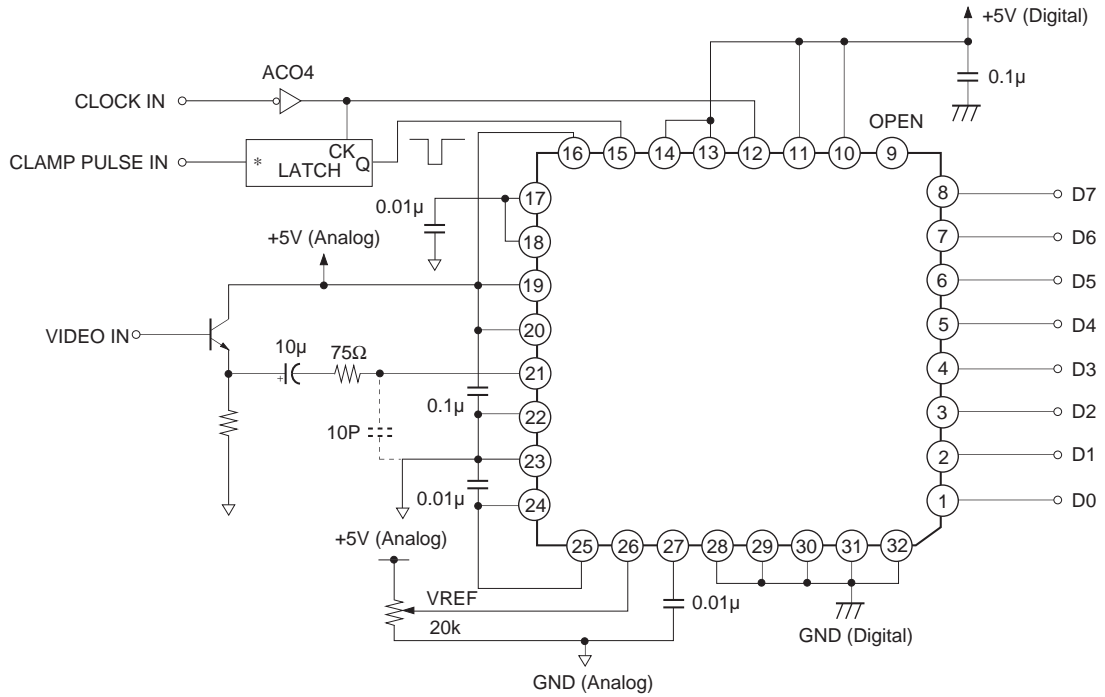 +5V (Digital)
ACO4
0.1µ
CLOCK IN
OPEN
CK
16 15 14 13 12 11 10 9
CLAMP PULSE IN
* LATCH Q
17
8 D7
0.01µ
18
7 D6
+5V (Analog)
19
6 D5
20
5 D4
VIDEO IN
10µ
75Ω
+
21
4 D3
0.1µ
22
3 D2
10P
23
2 D1
0.01µ
24
1 D0
+5V (Analog)
25 26 27 28 29 30 31 32
VREF
0.01µ
20k
GND (Digital)
GND (Analog)